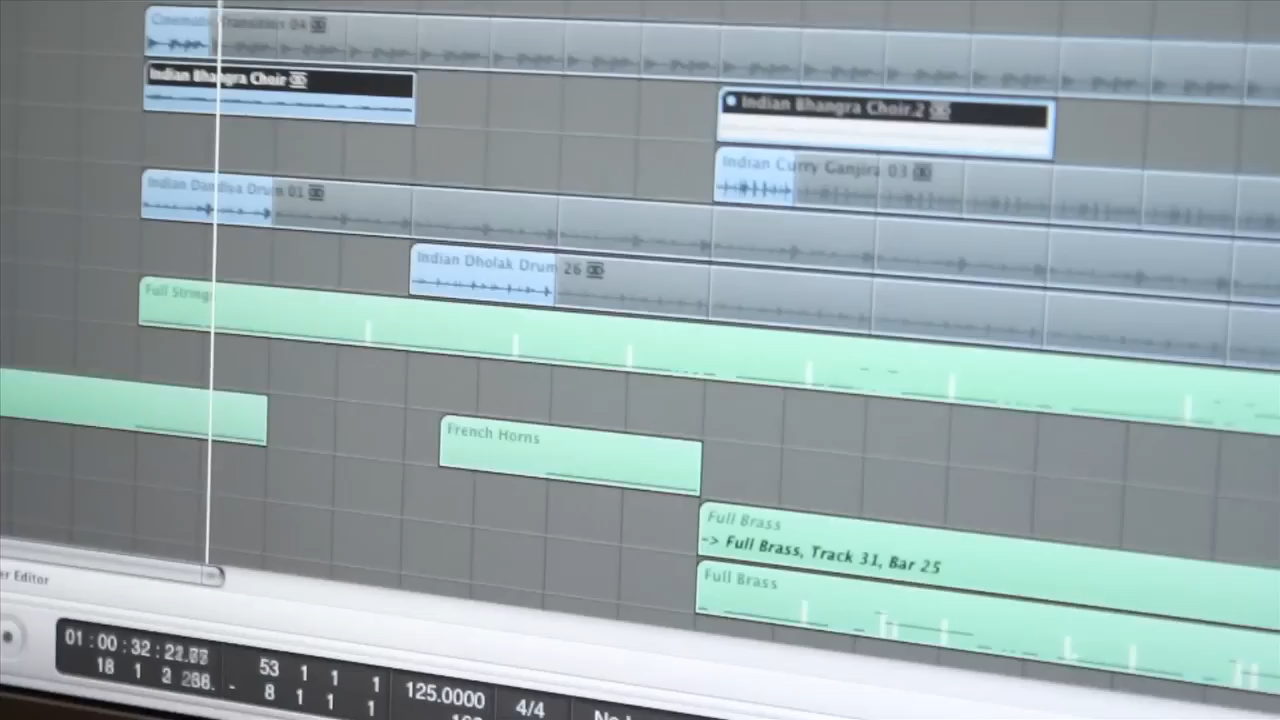 Cinematic Transitions 04
Indian Bhangra Choir
Indian Bhangra Choir.2
Indian Curry Ganjira 03
Indian Dandiya Drum 01
Indian Dholak Drum 26
Full Strings
French Horns
Full Brass
-> Full Brass, Track 31, Bar 25
Full Brass
er Editor
01:00:32:22
18 1 3
53 1 1 1
8 1 1 1
125.0000
4/4